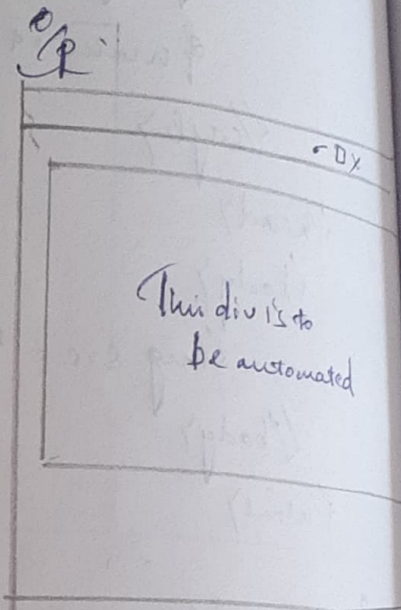 O/P:
- □ x
This div is to
be automated